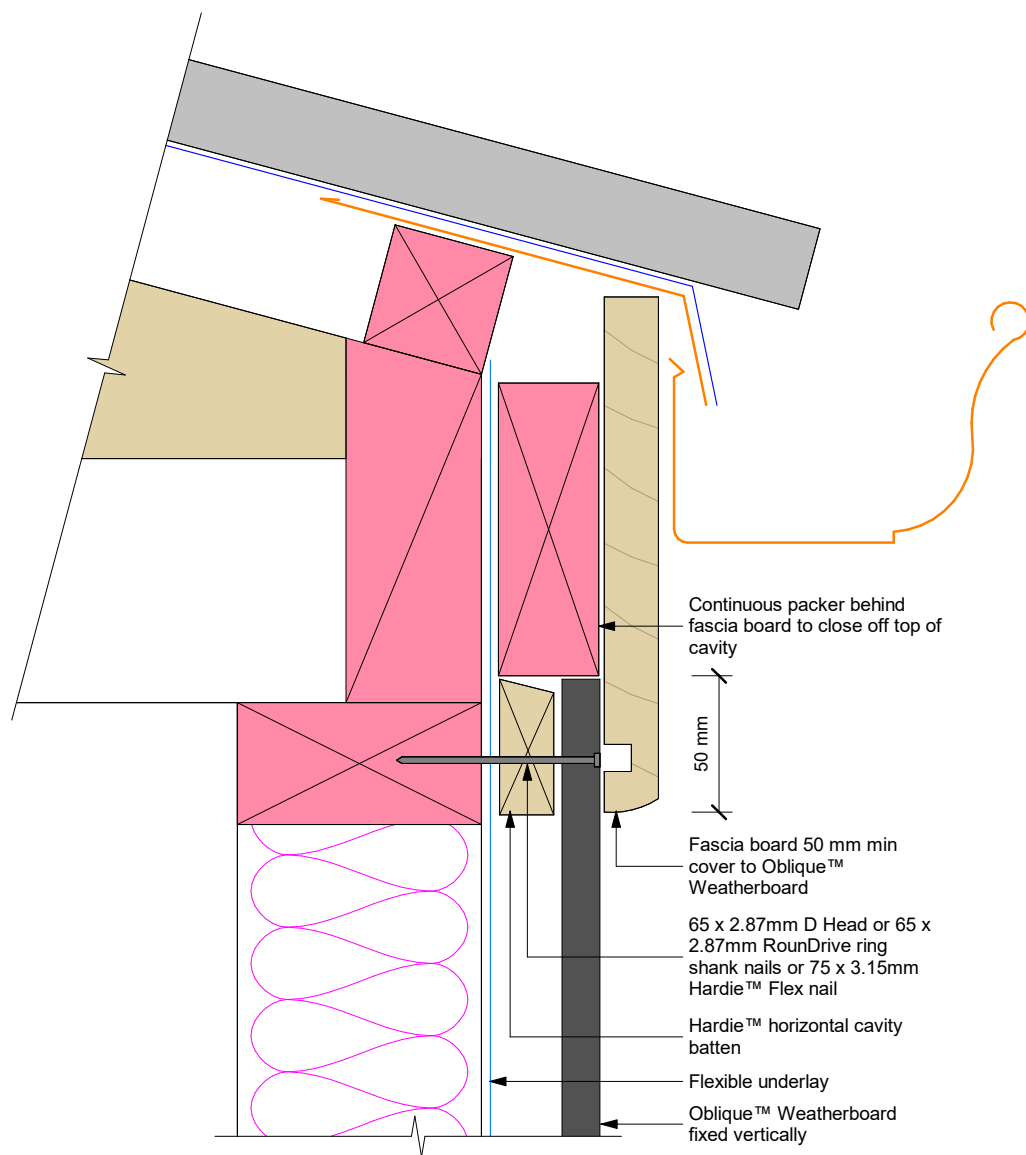 Continuous packer behind
fascia board to close off top of
cavity
50 mm
Fascia board 50 mm min
cover to Oblique™
Weatherboard
65 x 2.87mm D Head or 65 x
2.87mm RounDrive ring
shank nails or 75 x 3.15mm
Hardie™ Flex nail
Hardie™ horizontal cavity
batten
Flexible underlay
Oblique™ Weatherboard
fixed vertically